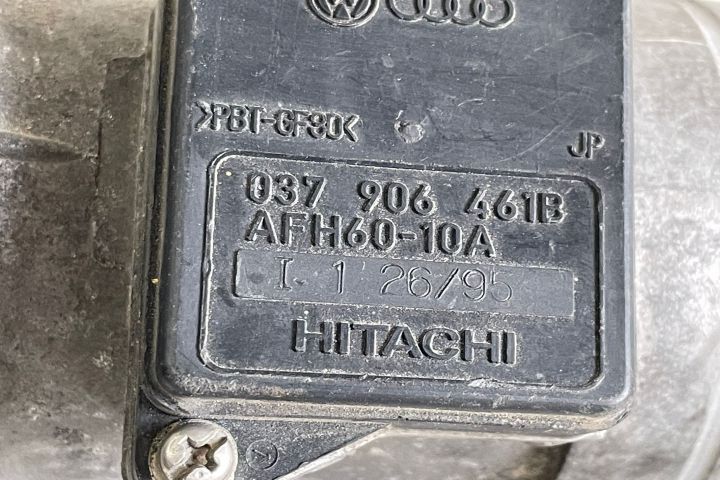 >PBT-GF30<
JP
037 906 461B
AFH60-10A
I 1 26/95
HITACHI